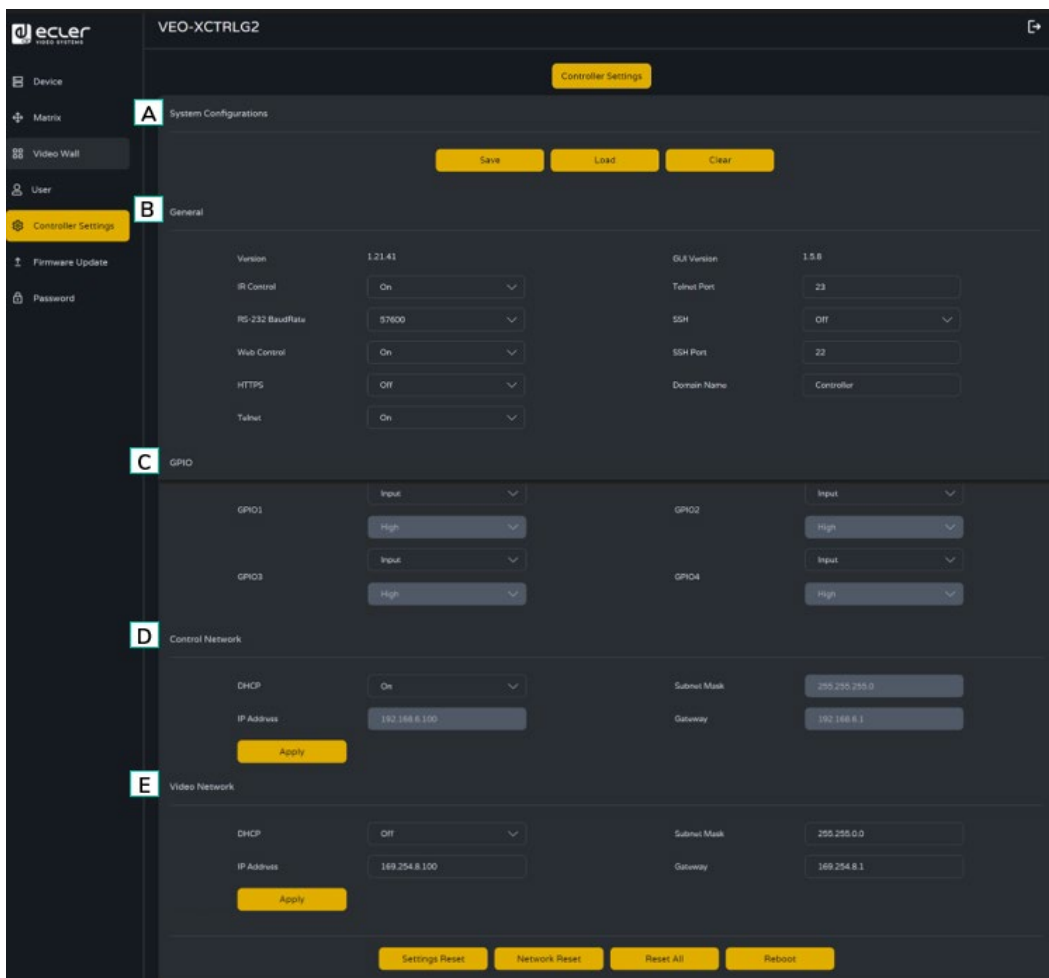 ecler
VIDEO SYSTEMS
VEO-XCTRLG2
Device
Matrix
Video Wall
User
Controller Settings
Firmware Update
Password
Controller Settings
A System Configurations
Save Load Clear
B General
Version 1.21.41 GUI Version 1.5.8
IR Control On Telnet Port 23
RS-232 BaudRate 57600 SSH Off
Web Control On SSH Port 22
HTTPS Off Domain Name Controller
Telnet On
C GPIO
Input Input
GPIO1 GPIO2
High High
Input Input
GPIO3 GPIO4
High High
D Control Network
DHCP On Subnet Mask 255.255.255.0
IP Address 192.168.6.100 Gateway 192.168.6.1
Apply
E Video Network
DHCP Off Subnet Mask 255.255.0.0
IP Address 169.254.8.100 Gateway 169.254.8.1
Apply
Settings Reset Network Reset Reset All Reboot